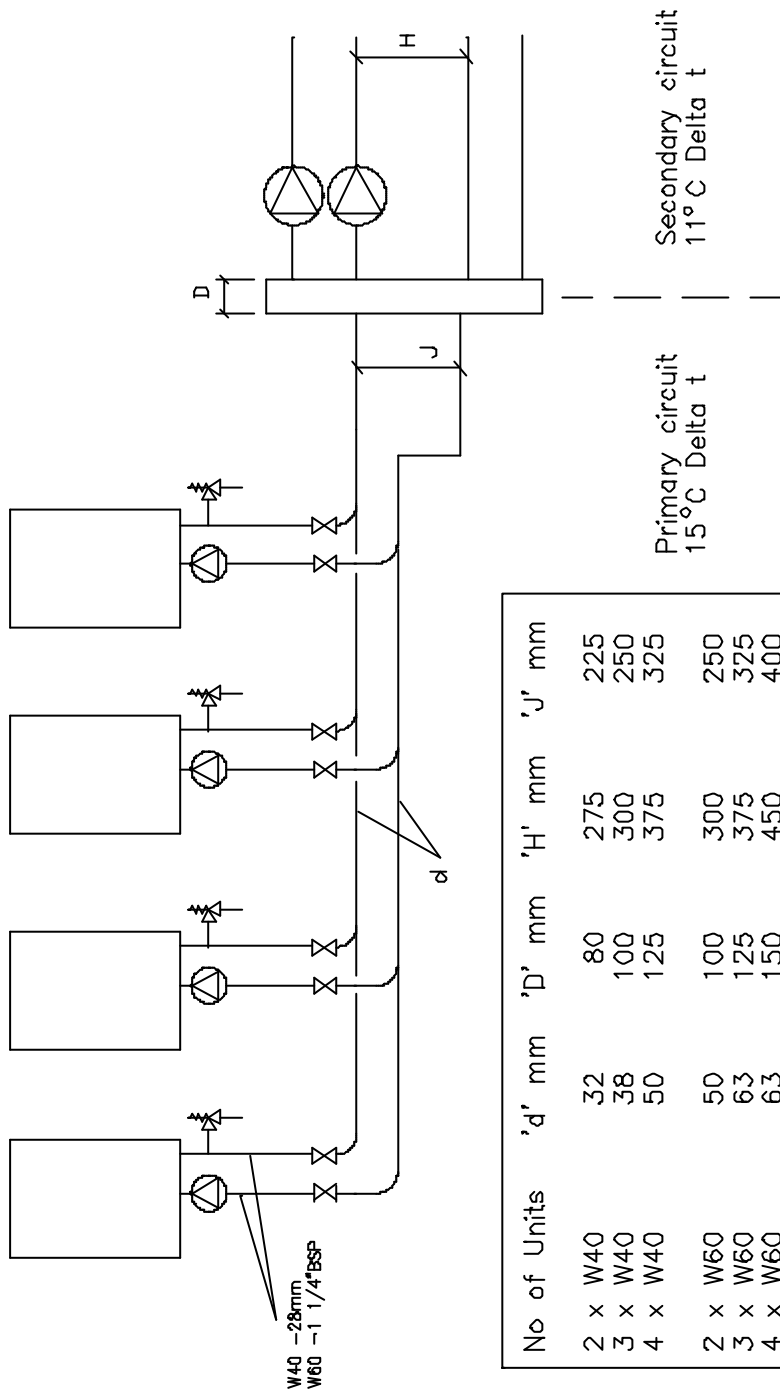 W40 -28mm
W60 -1 1/4"BSP
d
J
D
H
Primary circuit
15°C Delta t
Secondary circuit
11°C Delta t
No of Units 'd' mm 'D' mm 'H' mm 'J' mm
2 x W40 32 80 275 225
3 x W40 38 100 300 250
4 x W40 50 125 375 325
2 x W60 50 100 300 250
3 x W60 63 125 375 325
4 x W60 63 150 450 400